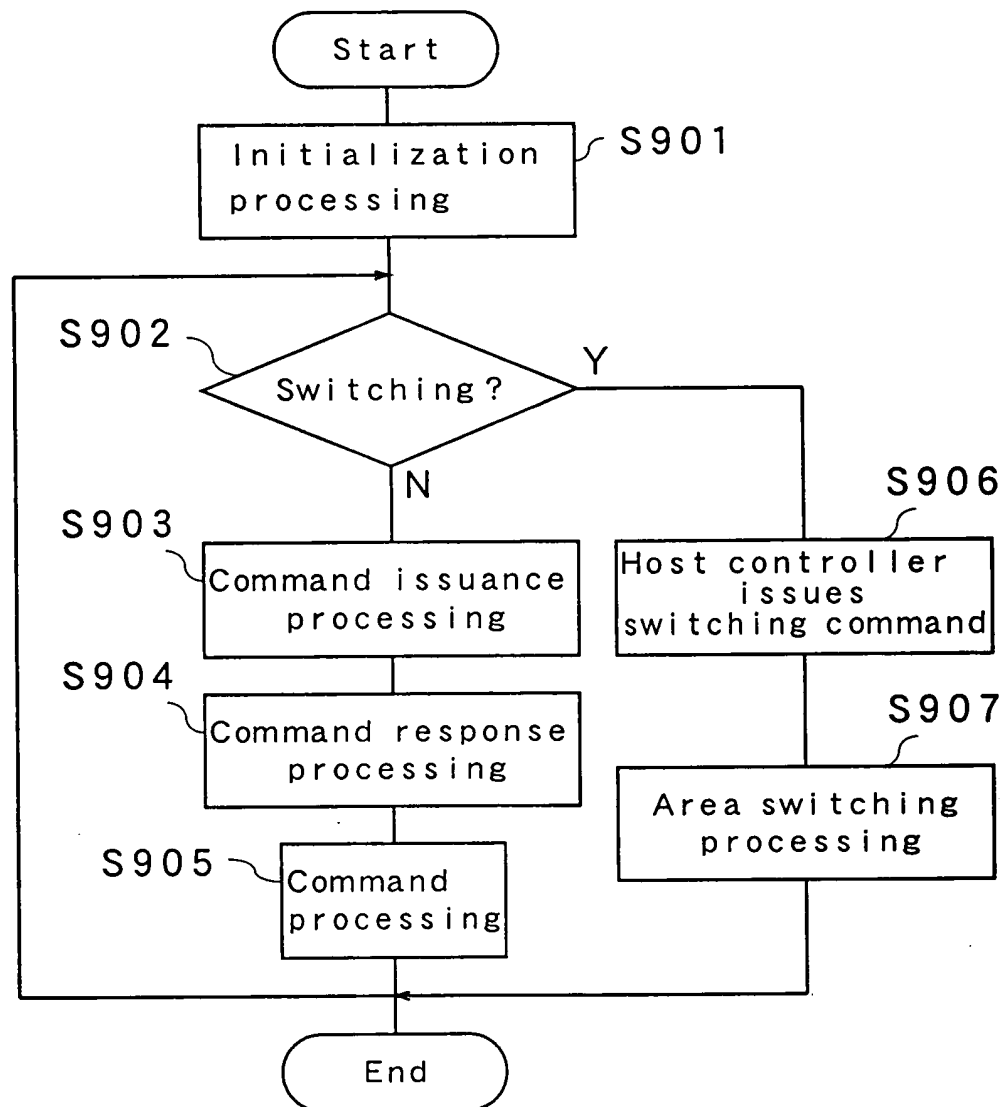 Start
S901
Initialization
processing
S902
Switching?
Y
N
S903
Command issuance
processing
S906
Host controller
issues
switching command
S904
Command response
processing
S907
Area switching
processing
S905
Command
processing
End